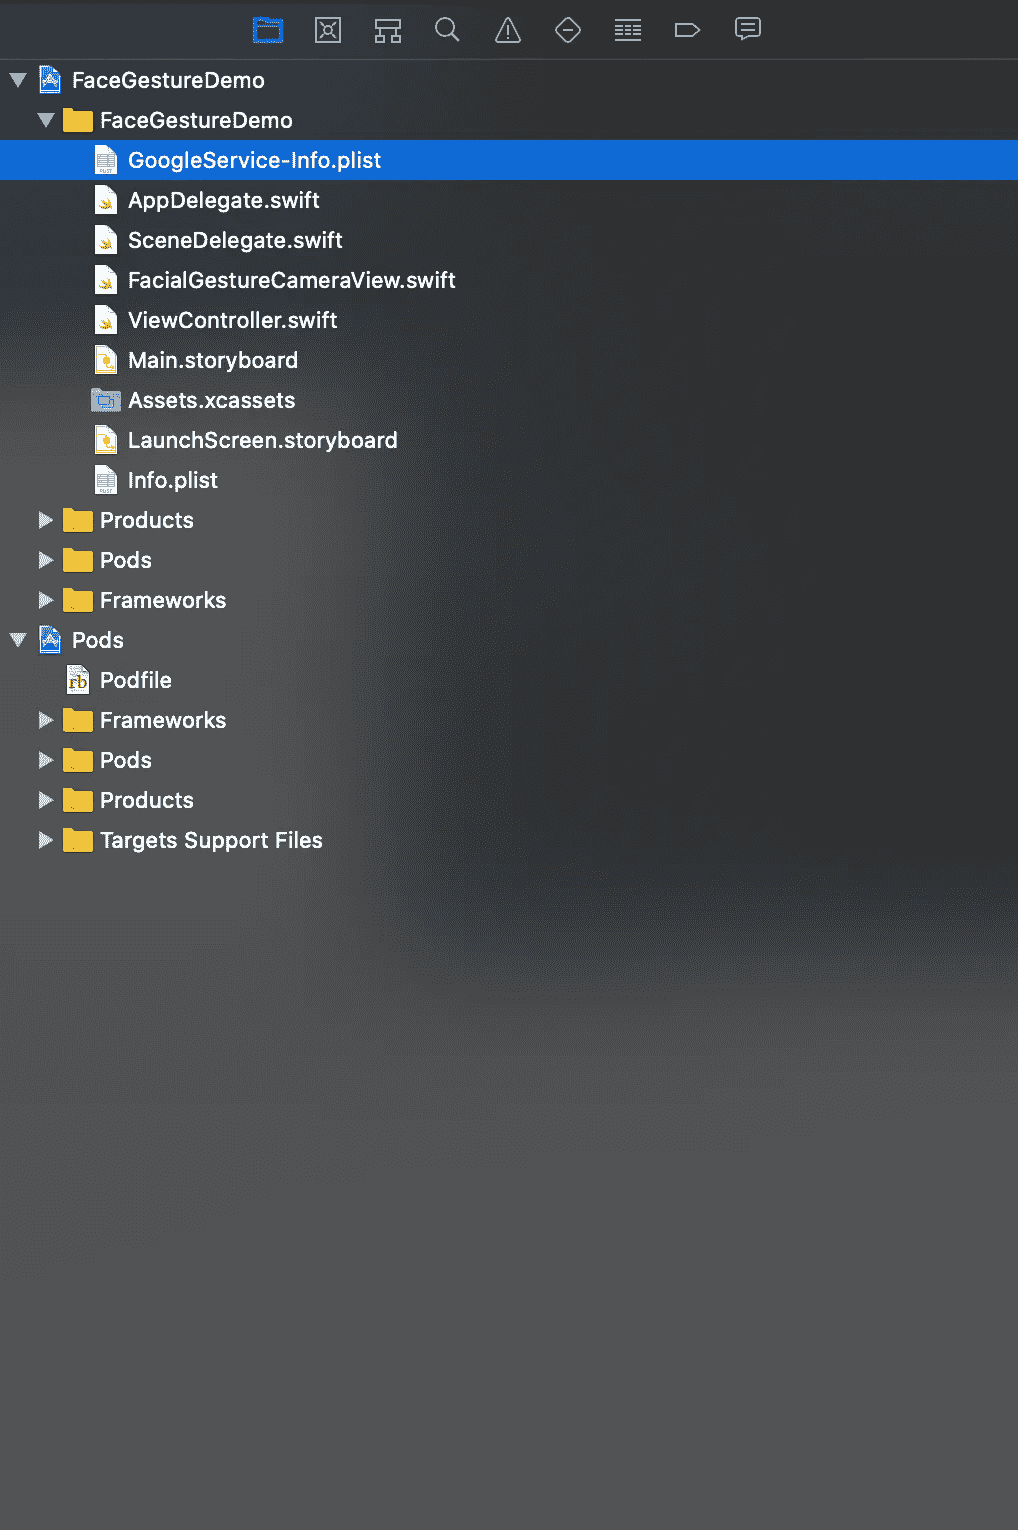 FaceGestureDemo
FaceGestureDemo
GoogleService-Info.plist
AppDelegate.swift
SceneDelegate.swift
FacialGestureCameraView.swift
ViewController.swift
Main.storyboard
Assets.xcassets
LaunchScreen.storyboard
Info.plist
Products
Pods
Frameworks
Pods
rb Podfile
Frameworks
Pods
Products
Targets Support Files